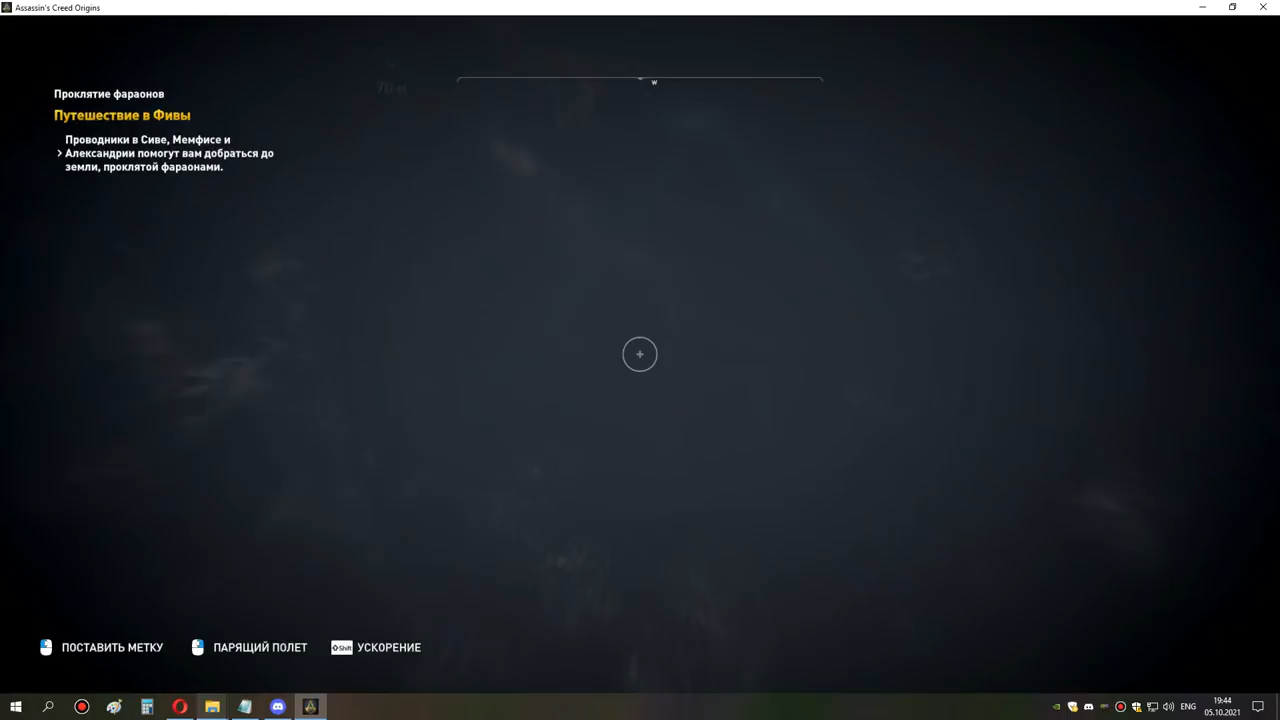 Assassin's Creed Origins
W
70 м
Проклятие фараонов
Путешествие в Фивы
Проводники в Сиве, Мемфисе и
Александрии помогут вам добраться до
земли, проклятой фараонами.
ПОСТАВИТЬ МЕТКУ
ПАРЯЩИЙ ПОЛЕТ
Shift УСКОРЕНИЕ
ENG
19:44
05.10.2021